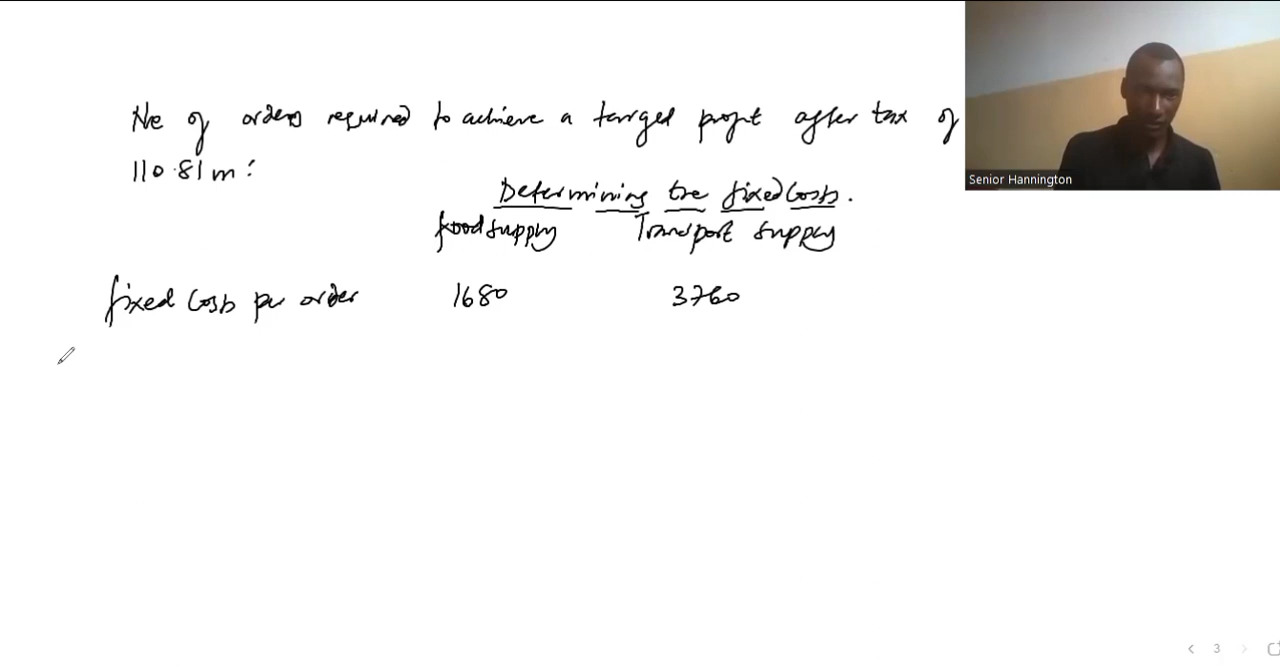 No of orders required to achieve a target profit after tax of
110.81m:
Senior Hannington
Determining the fixed Costs.
food supply Transport supply
fixed Costs per order 1680 3760
3